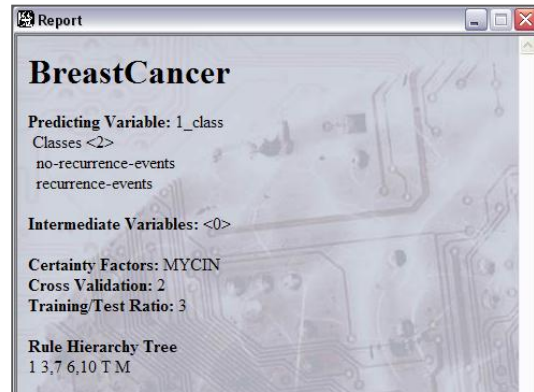 Report
BreastCancer
Predicting Variable: 1_class
Classes <2>
no-recurrence-events
recurrence-events
Intermediate Variables: <0>
Certainty Factors: MYCIN
Cross Validation: 2
Training/Test Ratio: 3
Rule Hierarchy Tree
1 3,7 6,10 T M